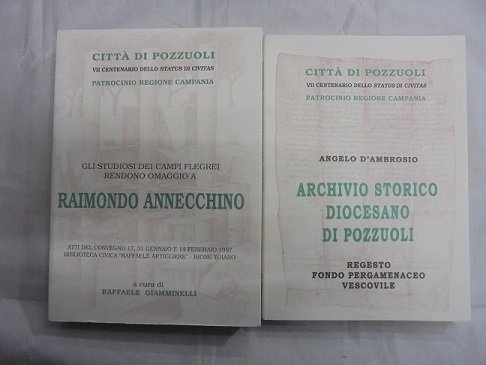 CITTÀ DI POZZUOLI
VII CENTENARIO DELLO STATUS DI CIVITAS
PATROCINIO REGIONE CAMPANIA
GLI STUDIOSI DEI CAMPI FLEGREI
RENDONO OMAGGIO A
RAIMONDO ANNECCHINO
ATTI DEL CONVEGNO 17, 31 GENNAIO E 14 FEBBRAIO 1997
BIBLIOTECA CIVICA "RAFFAELE ARTIGLIERE" - RIONE TOIANO
a cura di
RAFFAELE GIAMMINELLI
CITTÀ DI POZZUOLI
VII CENTENARIO DELLO STATUS DI CIVITAS
PATROCINIO REGIONE CAMPANIA
ANGELO D'AMBROSIO
ARCHIVIO STORICO
DIOCESANO
DI POZZUOLI
REGESTO
FONDO PERGAMENACEO
VESCOVILE